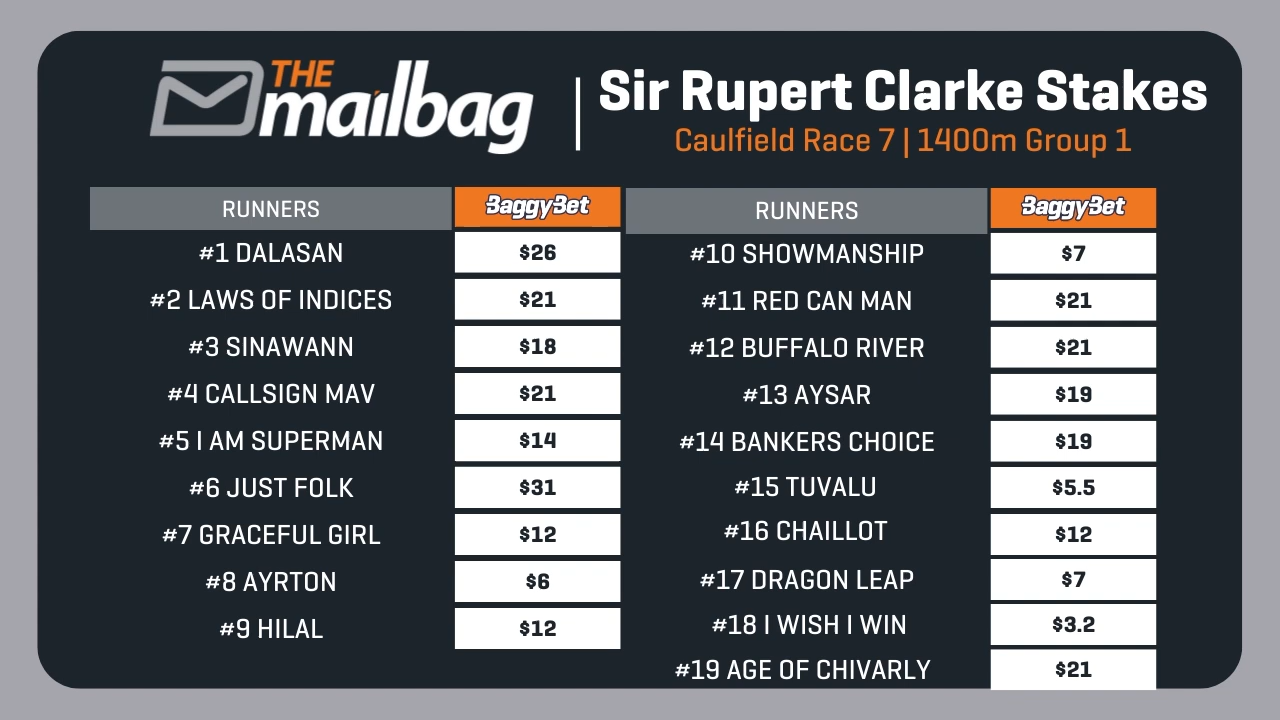 THE
mailbag
Sir Rupert Clarke Stakes
Caulfield Race 7 | 1400m Group 1
RUNNERS BaggyBet
#1 DALASAN $26
#2 LAWS OF INDICES $21
#3 SINAWANN $18
#4 CALLSIGN MAV $21
#5 I AM SUPERMAN $14
#6 JUST FOLK $31
#7 GRACEFUL GIRL $12
#8 AYRTON $6
#9 HILAL $12
RUNNERS BaggyBet
#10 SHOWMANSHIP $7
#11 RED CAN MAN $21
#12 BUFFALO RIVER $21
#13 AYSAR $19
#14 BANKERS CHOICE $19
#15 TUVALU $5.5
#16 CHAILLOT $12
#17 DRAGON LEAP $7
#18 I WISH I WIN $3.2
#19 AGE OF CHIVARLY $21